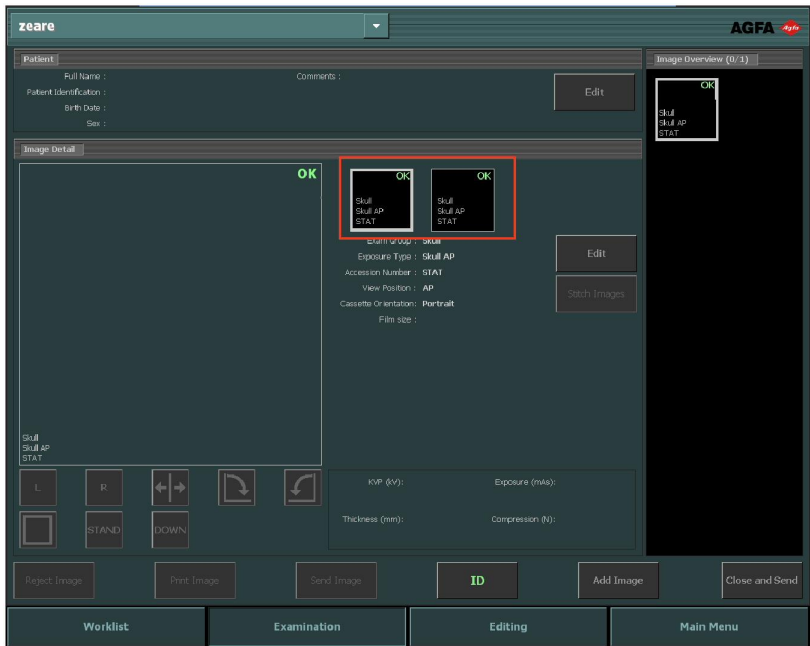 zeare
AGFA Agfa
Patient
Full Name :
Comments :
Patient Identification :
Birth Date :
Sex :
Edit
Image Overview (0/1)
OK
Skull
Skull AP
STAT
Image Detail
OK
Skull
Skull AP
STAT
OK
Skull
Skull AP
STAT
OK
Skull
Skull AP
STAT
Exam Group : Skull
Exposure Type : Skull AP
Accession Number : STAT
View Position : AP
Cassette Orientation: Portrait
Film size :
Edit
Stitch Images
L
R
STAND
DOWN
KVP (kV):
Exposure (mAs):
Thickness (mm):
Compression (N):
Reject Image
Print Image
Send Image
ID
Add Image
Close and Send
Worklist
Examination
Editing
Main Menu